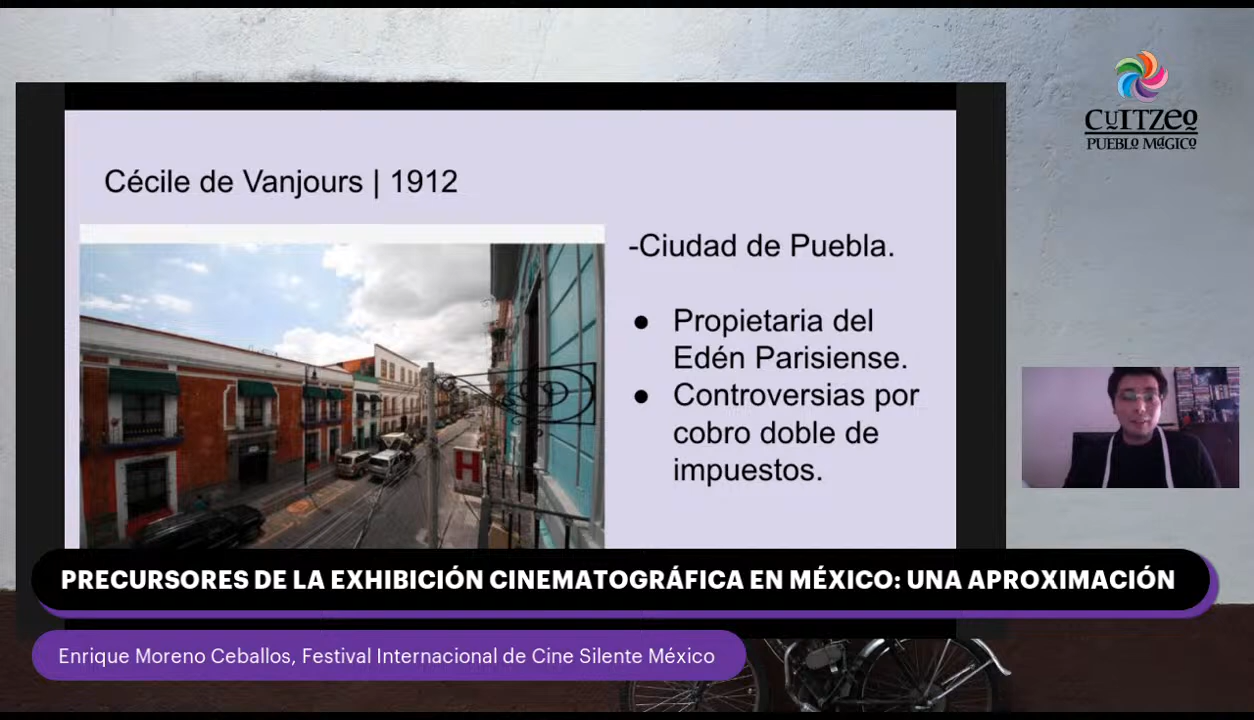 CUITZEO
PUEBLO MÁGICO
Cécile de Vanjours | 1912
-Ciudad de Puebla.
● Propietaria del
Edén Parisiense.
● Controversias por
cobro doble de
impuestos.
H
PRECURSORES DE LA EXHIBICIÓN CINEMATOGRÁFICA EN MÉXICO: UNA APROXIMACIÓN
Enrique Moreno Ceballos, Festival Internacional de Cine Silente México